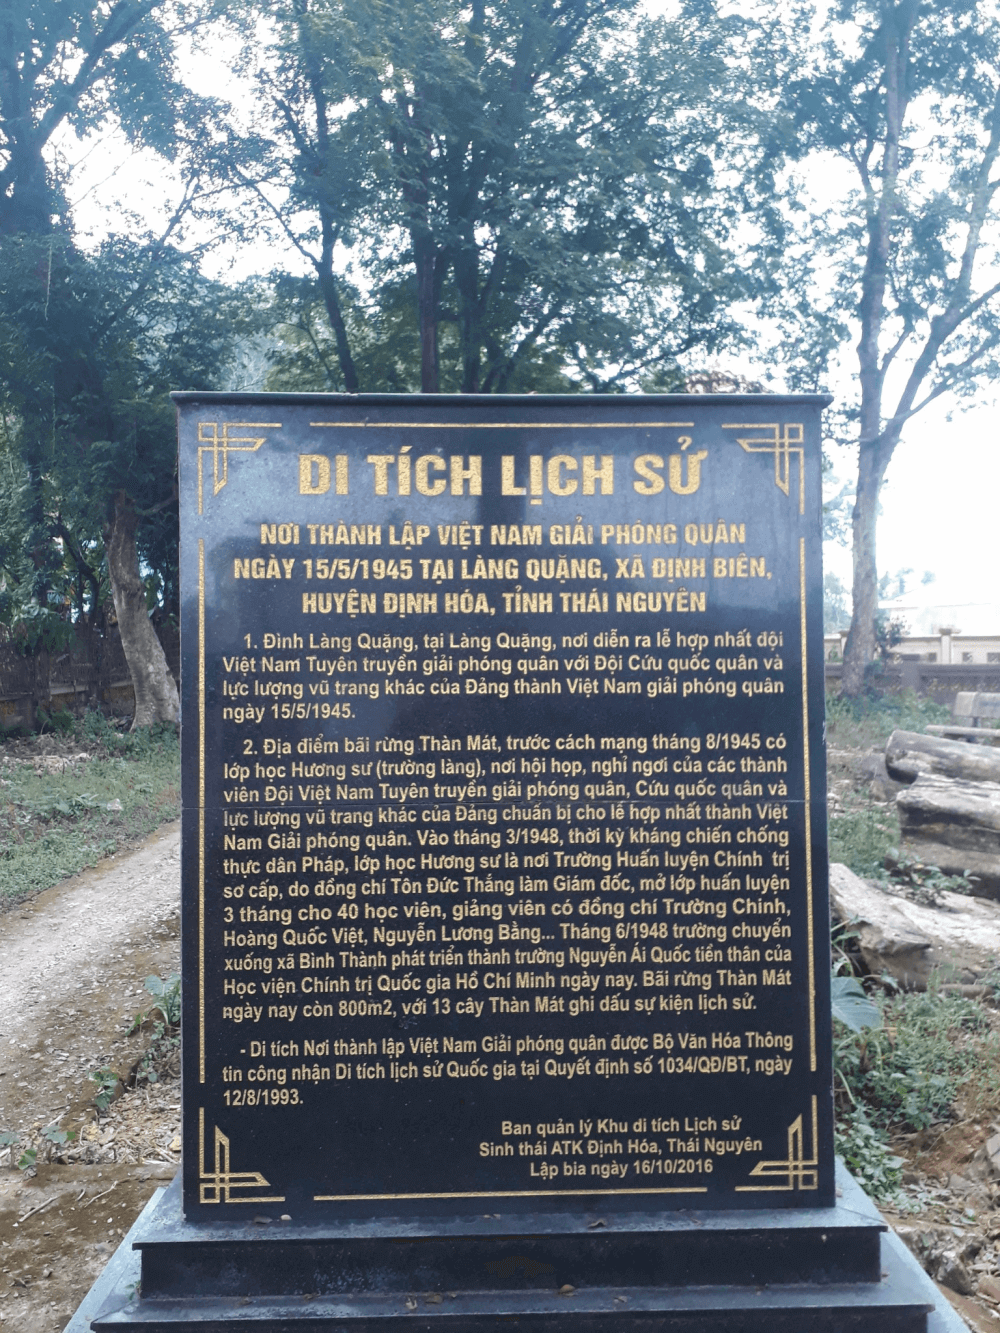 DI TÍCH LỊCH SỬ
NƠI THÀNH LẬP VIỆT NAM GIẢI PHÓNG QUÂN
NGÀY 15/5/1945 TẠI LÀNG QUẶNG, XÃ ĐỊNH BIÊN,
HUYỆN ĐỊNH HÓA, TỈNH THÁI NGUYÊN
1. Đình Làng Quặng, tại Làng Quặng, nơi diễn ra lễ hợp nhất đội
Việt Nam Tuyên truyền giải phóng quân với Đội Cứu quốc quân và
lực lượng vũ trang khác của Đảng thành Việt Nam giải phóng quân
ngày 15/5/1945.
2. Địa điểm bãi rừng Thàn Mát, trước cách mạng tháng 8/1945 có
lớp học Hương sư (trường làng), nơi hội họp, nghỉ ngơi của các thành
viên Đội Việt Nam Tuyên truyền giải phóng quân, Cứu quốc quân và
lực lượng vũ trang khác của Đảng chuẩn bị cho lễ hợp nhất thành Việt
Nam Giải phóng quân. Vào tháng 3/1948, thời kỳ kháng chiến chống
thực dân Pháp, lớp học Hương sư là nơi Trường Huấn luyện Chính trị
sơ cấp, do đồng chí Tôn Đức Thắng làm Giám đốc, mở lớp huấn luyện
3 tháng cho 40 học viên, giảng viên có đồng chí Trường Chinh,
Hoàng Quốc Việt, Nguyễn Lương Bằng... Tháng 6/1948 trường chuyển
xuống xã Bình Thành phát triển thành trường Nguyễn Ái Quốc tiền thân của
Học viện Chính trị Quốc gia Hồ Chí Minh ngày nay. Bãi rừng Thàn Mát
ngày nay còn 800m2, với 13 cây Thàn Mát ghi dấu sự kiện lịch sử.
- Di tích Nơi thành lập Việt Nam Giải phóng quân được Bộ Văn Hóa Thông
tin công nhận Di tích lịch sử Quốc gia tại Quyết định số 1034/QĐ/BT, ngày
12/8/1993.
Ban quản lý Khu di tích Lịch sử
Sinh thái ATK Định Hóa, Thái Nguyên
Lập bia ngày 16/10/2016